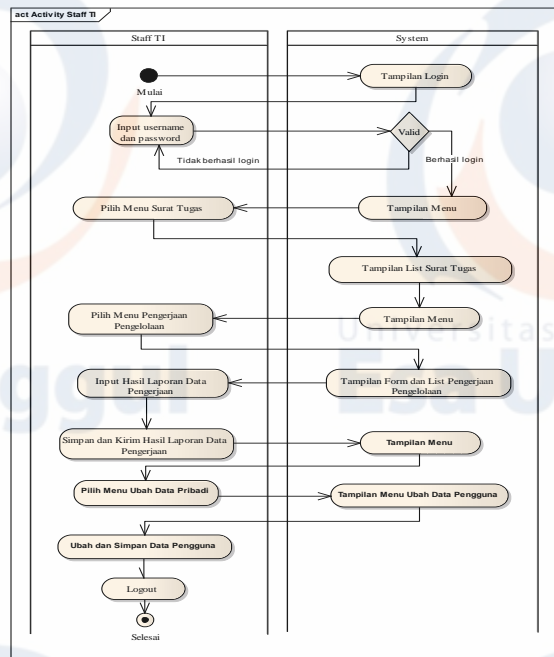 act Activity Staff TI
Staff TI
System
Mulai
Tampilan Login
Input username
dan password
Valid
Tidak berhasil login
Berhasil login
Pilih Menu Surat Tugas
Tampilan Menu
Tampilan List Surat Tugas
Pilih Menu Pengerjaan
Pengelolaan
Tampilan Menu
Universitas
Esa U
nggul
Input Hasil Laporan Data
Pengerjaan
Tampilan Form dan List Pengerjaan
Pengelolaan
Simpan dan Kirim Hasil Laporan Data
Pengerjaan
Tampilan Menu
Pilih Menu Ubah Data Pribadi
Tampilan Menu Ubah Data Pengguna
Ubah dan Simpan Data Pengguna
Logout
Selesai